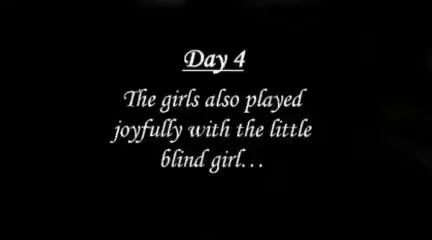 Day 4
The girls also played
joyfully with the little
blind girl...